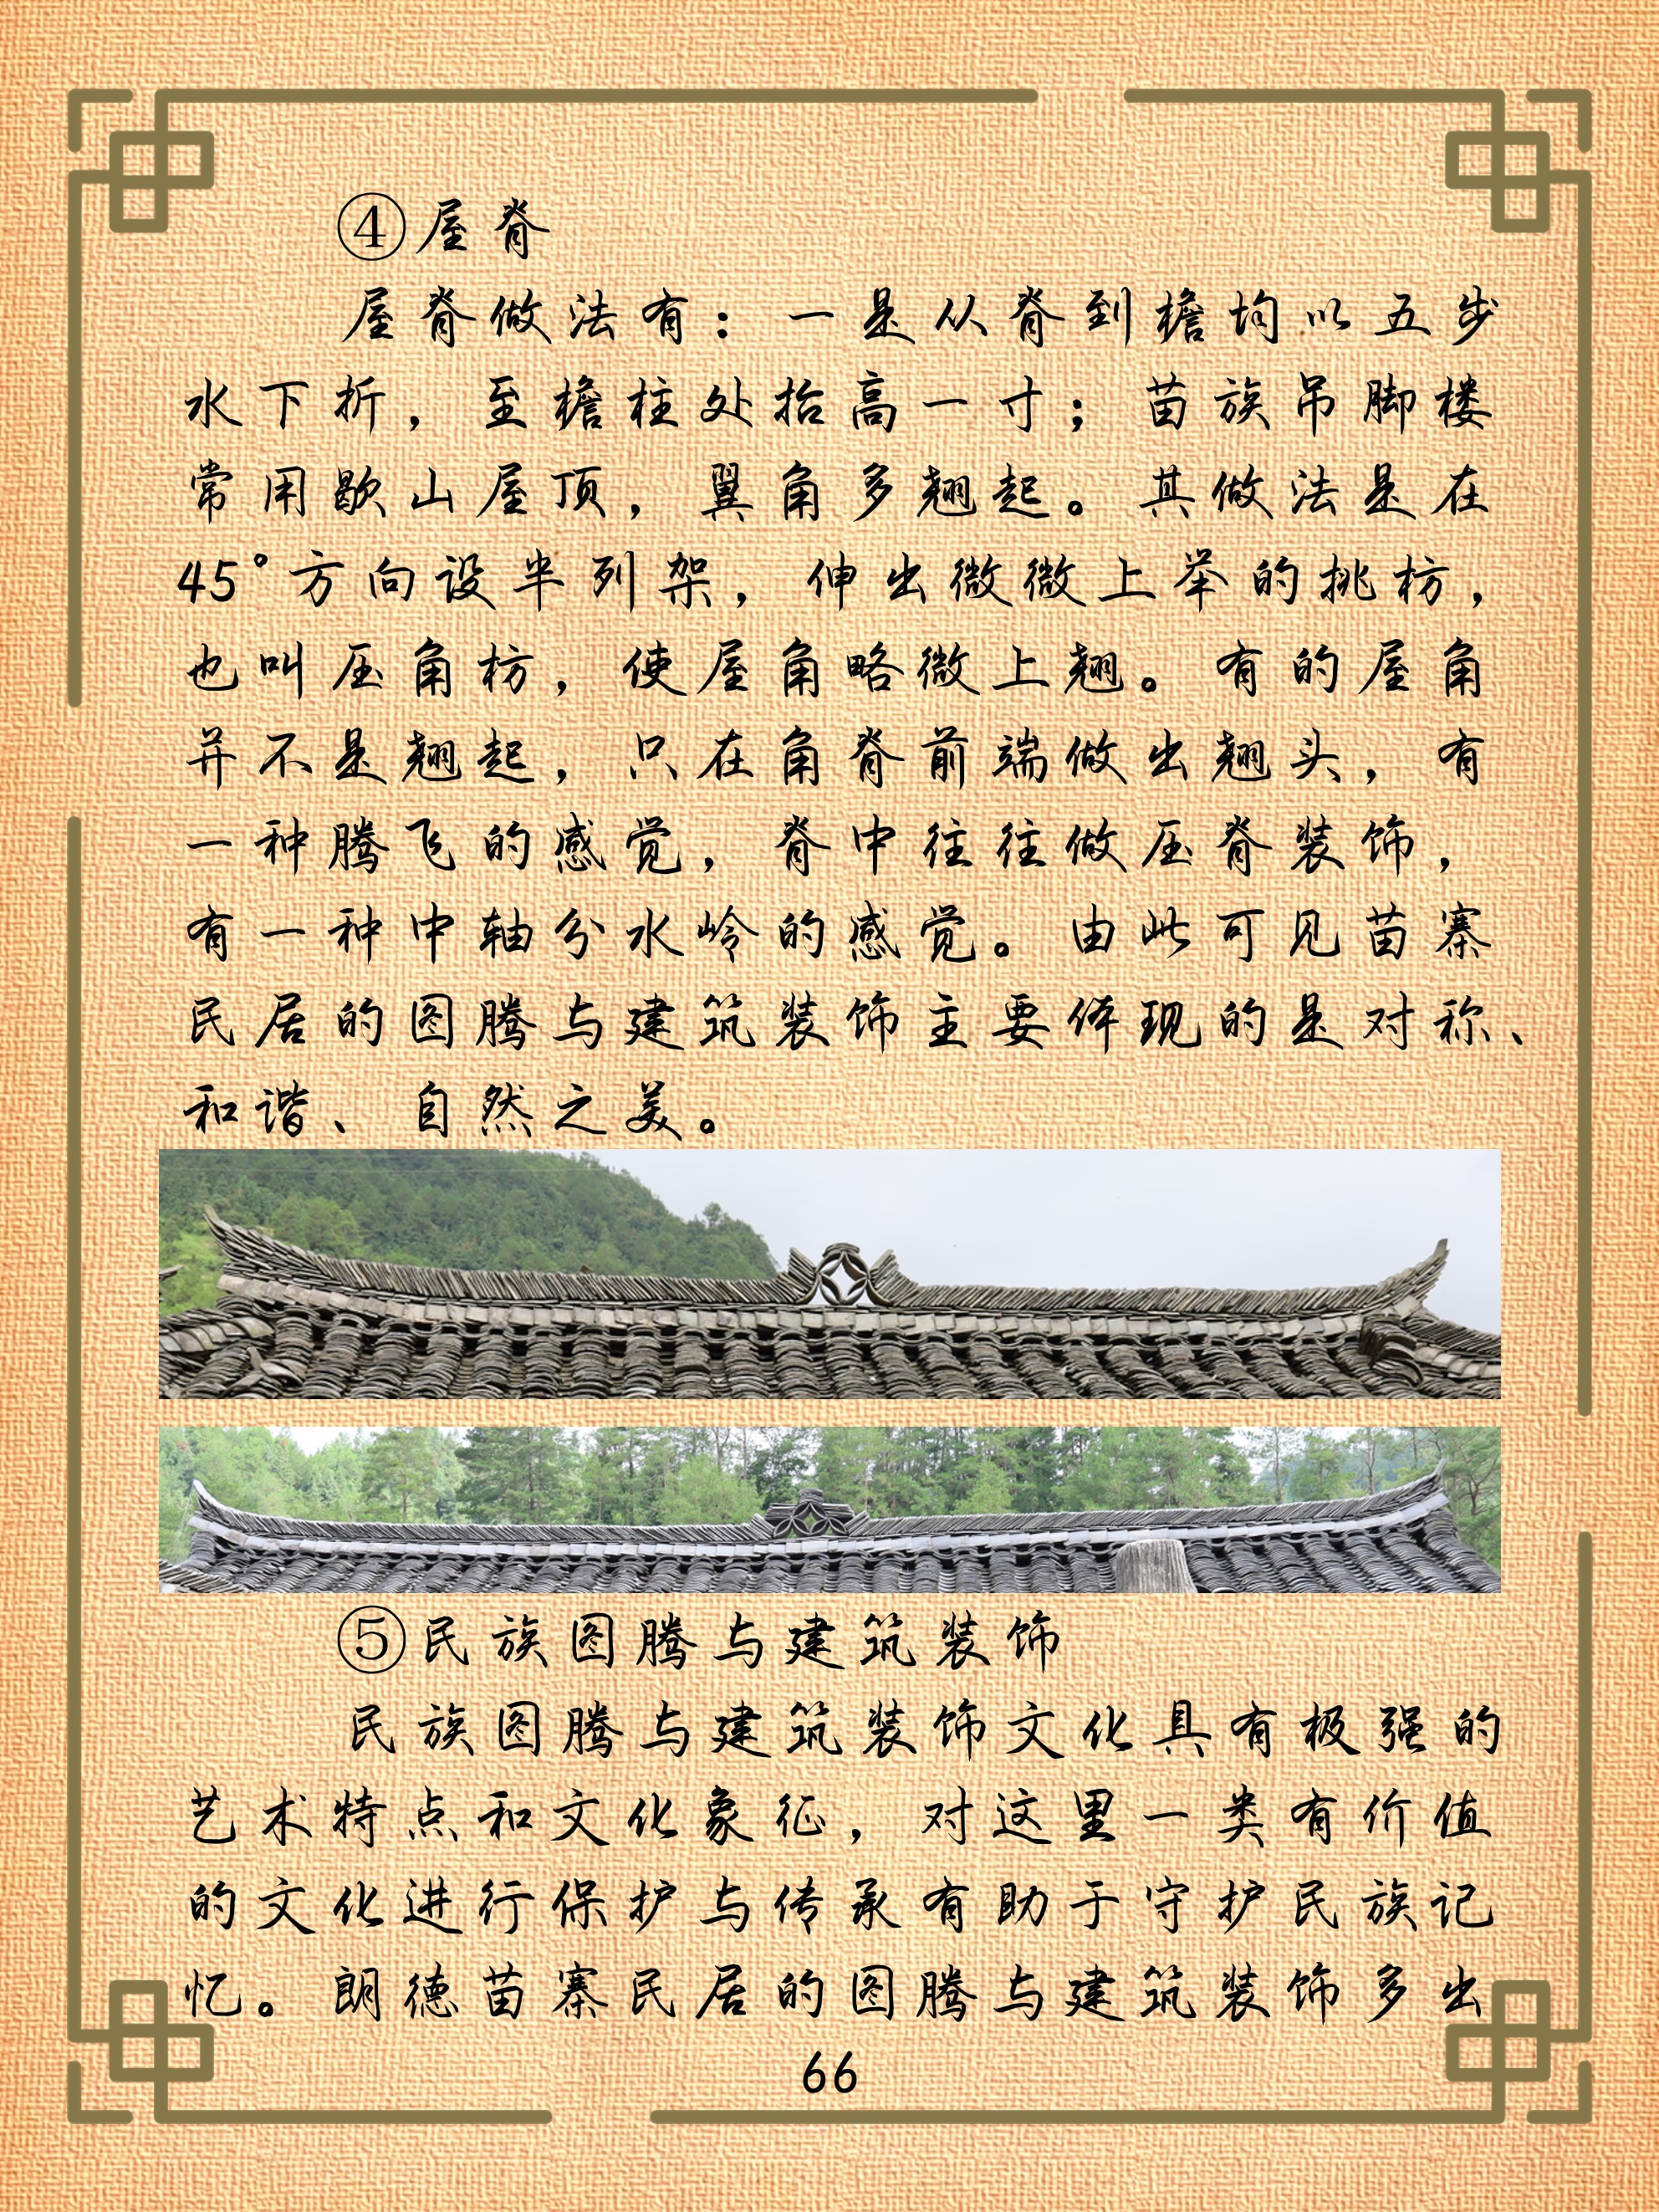 ④屋脊
屋脊做法有：一是从脊到檐均以五步
水下折，至檐柱处抬高一寸；苗族吊脚楼
常用歇山屋顶，翼角多翘起。其做法是在
45°方向设半列架，伸出微微上举的挑枋，
也叫压角枋，使屋角略微上翘。有的屋角
并不是翘起，只在角脊前端做出翘头，有
一种腾飞的感觉，脊中往往做压脊装饰，
有一种中轴分水岭的感觉。由此可见苗寨
民居的图腾与建筑装饰主要体现的是对称、
和谐、自然之美。
⑤民族图腾与建筑装饰
民族图腾与建筑装饰文化具有极强的
艺术特点和文化象征，对这里一类有价值
的文化进行保护与传承有助于守护民族记
忆。朗德苗寨民居的图腾与建筑装饰多出
66